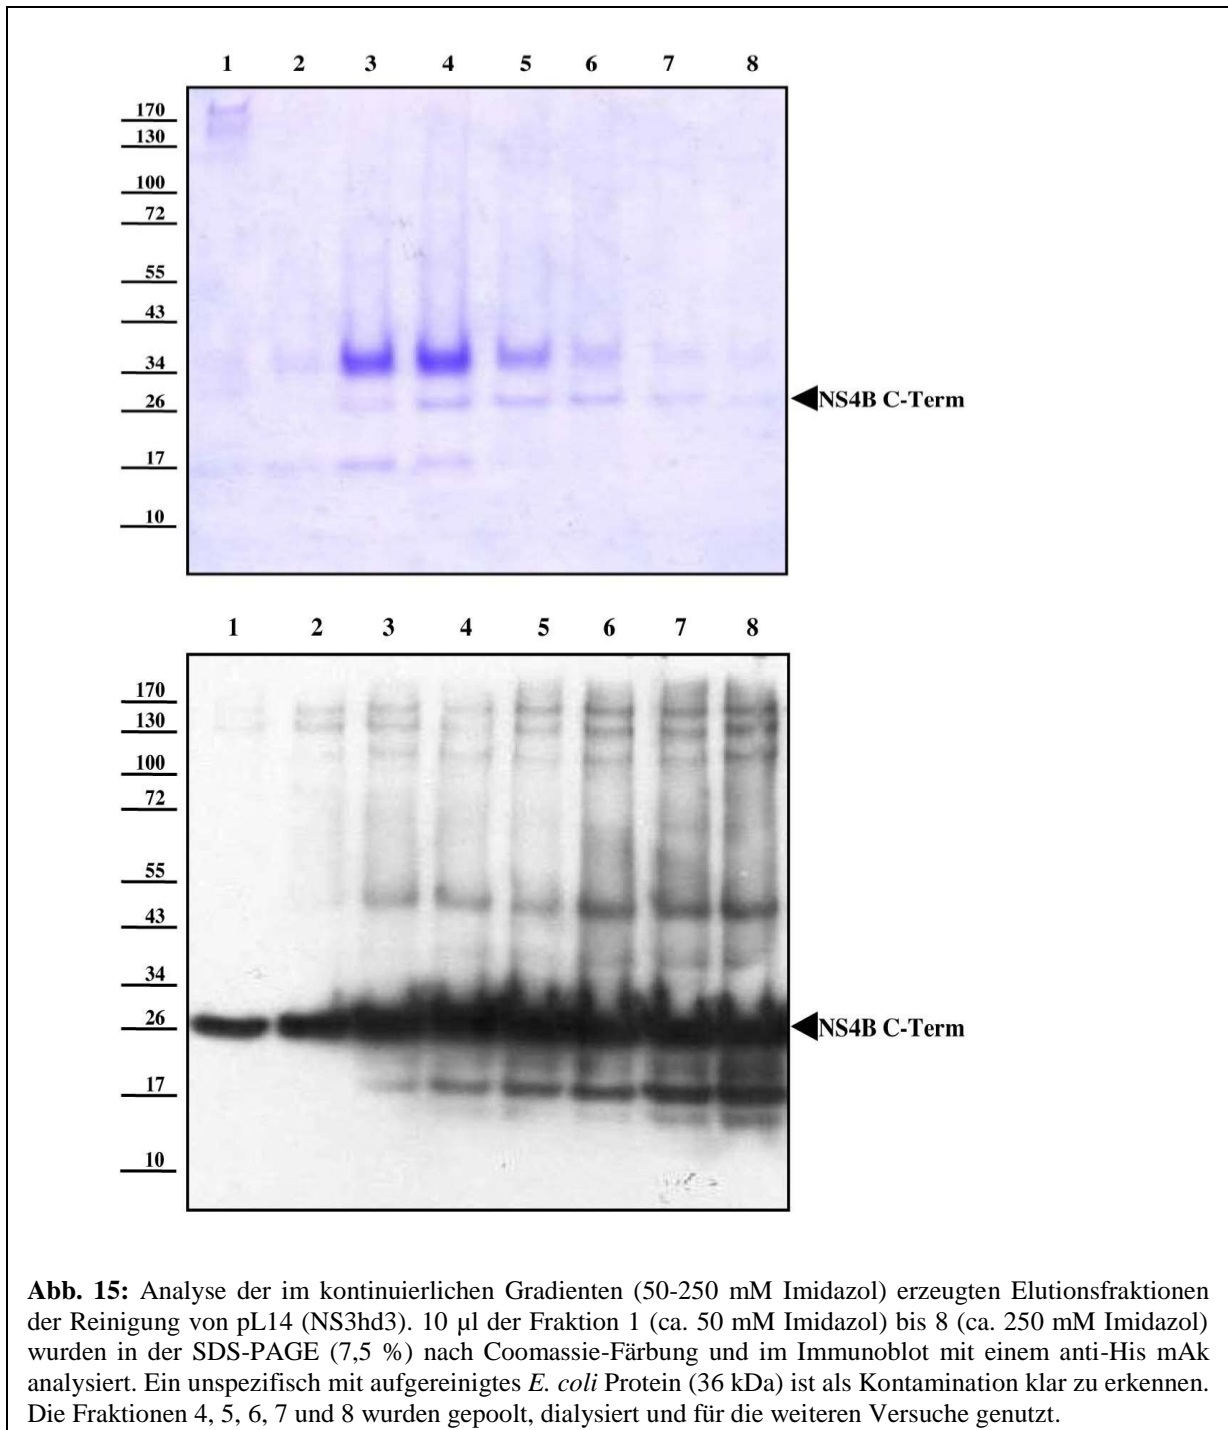 1 2 3 4 5 6 7 8
170
130
100
72
55
43
34
26
NS4B C-Term
17
10
1 2 3 4 5 6 7 8
170
130
100
72
55
43
34
26
NS4B C-Term
17
10
Abb. 15: Analyse der im kontinuierlichen Gradienten (50-250 mM Imidazol) erzeugten Elutionsfraktionen
der Reinigung von pL14 (NS3hd3). 10 µl der Fraktion 1 (ca. 50 mM Imidazol) bis 8 (ca. 250 mM Imidazol)
wurden in der SDS-PAGE (7,5 %) nach Coomassie-Färbung und im Immunoblot mit einem anti-His mAk
analysiert. Ein unspezifisch mit aufgereinigtes E. coli Protein (36 kDa) ist als Kontamination klar zu erkennen.
Die Fraktionen 4, 5, 6, 7 und 8 wurden gepoolt, dialysiert und für die weiteren Versuche genutzt.